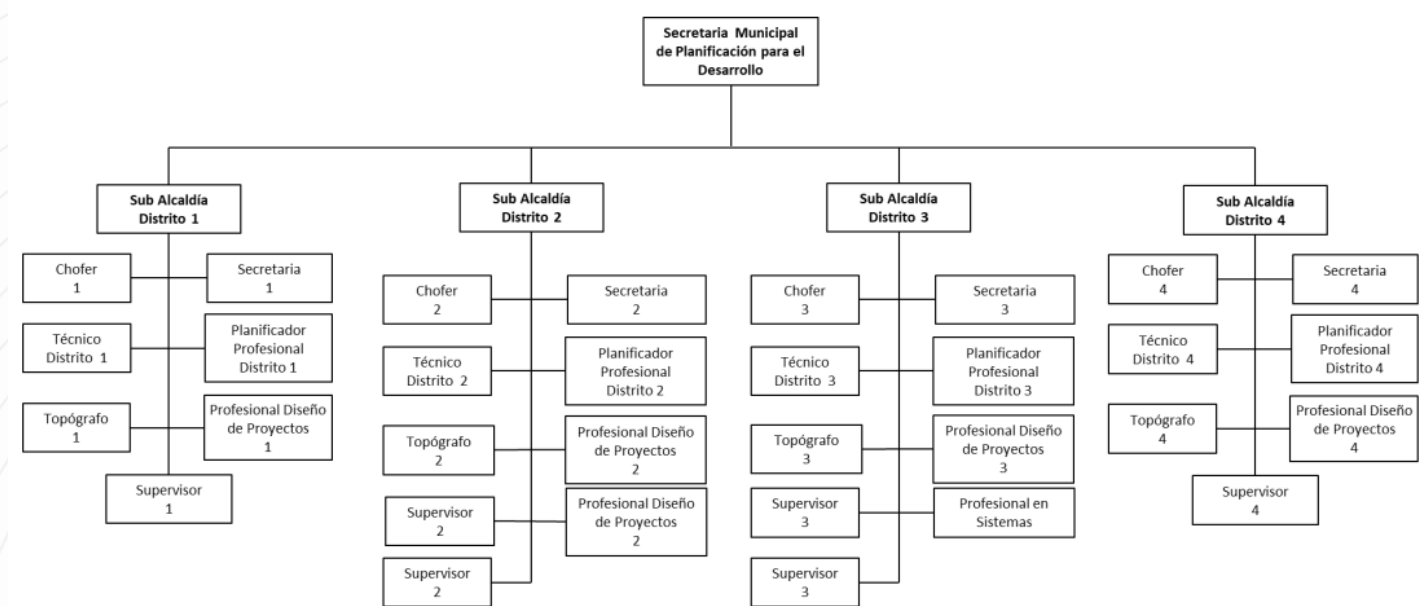 Secretaria Municipal
de Planificación para el
Desarrollo
Sub Alcaldía
Distrito 1
Chofer
1
Secretaria
1
Técnico
Distrito 1
Planificador
Profesional
Distrito 1
Topógrafo
1
Profesional Diseño
de Proyectos
1
Supervisor
1
Sub Alcaldía
Distrito 2
Chofer
2
Secretaria
2
Técnico
Distrito 2
Planificador
Profesional
Distrito 2
Topógrafo
2
Profesional Diseño
de Proyectos
2
Supervisor
2
Profesional Diseño
de Proyectos
2
Supervisor
2
Sub Alcaldía
Distrito 3
Chofer
3
Secretaria
3
Técnico
Distrito 3
Planificador
Profesional
Distrito 3
Topógrafo
3
Profesional Diseño
de Proyectos
3
Supervisor
3
Profesional en
Sistemas
Supervisor
3
Sub Alcaldía
Distrito 4
Chofer
4
Secretaria
4
Técnico
Distrito 4
Planificador
Profesional
Distrito 4
Topógrafo
4
Profesional Diseño
de Proyectos
4
Supervisor
4